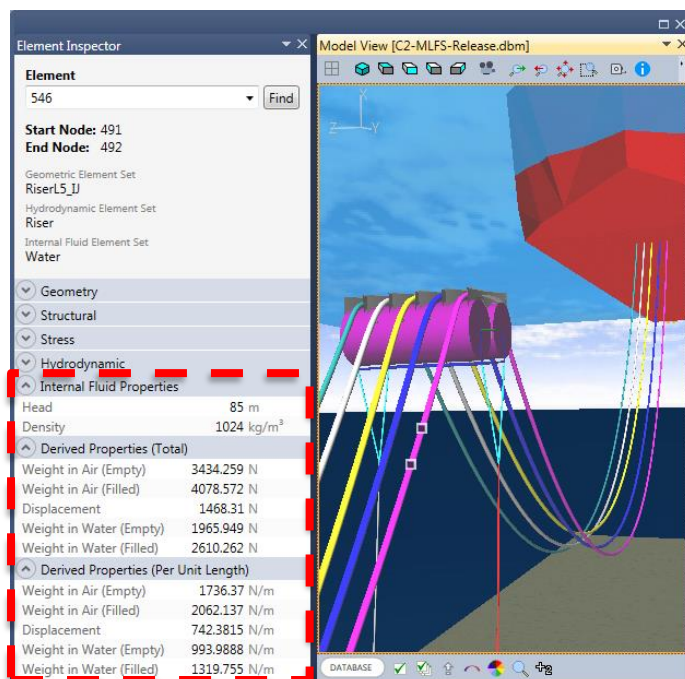 Element Inspector
Element
546
Find
Start Node: 491
End Node: 492
Geometric Element Set
RiserL5_IJ
Hydrodynamic Element Set
Riser
Internal Fluid Element Set
Water
Geometry
Structural
Stress
Hydrodynamic
Internal Fluid Properties
Head 85 m
Density 1024 kg/m³
Derived Properties (Total)
Weight in Air (Empty) 3434.259 N
Weight in Air (Filled) 4078.572 N
Displacement 1468.31 N
Weight in Water (Empty) 1965.949 N
Weight in Water (Filled) 2610.262 N
Derived Properties (Per Unit Length)
Weight in Air (Empty) 1736.37 N/m
Weight in Air (Filled) 2062.137 N/m
Displacement 742.3815 N/m
Weight in Water (Empty) 993.9888 N/m
Weight in Water (Filled) 1319.755 N/m
Model View [C2-MLFS-Release.dbm]
X
Z Y
DATABASE